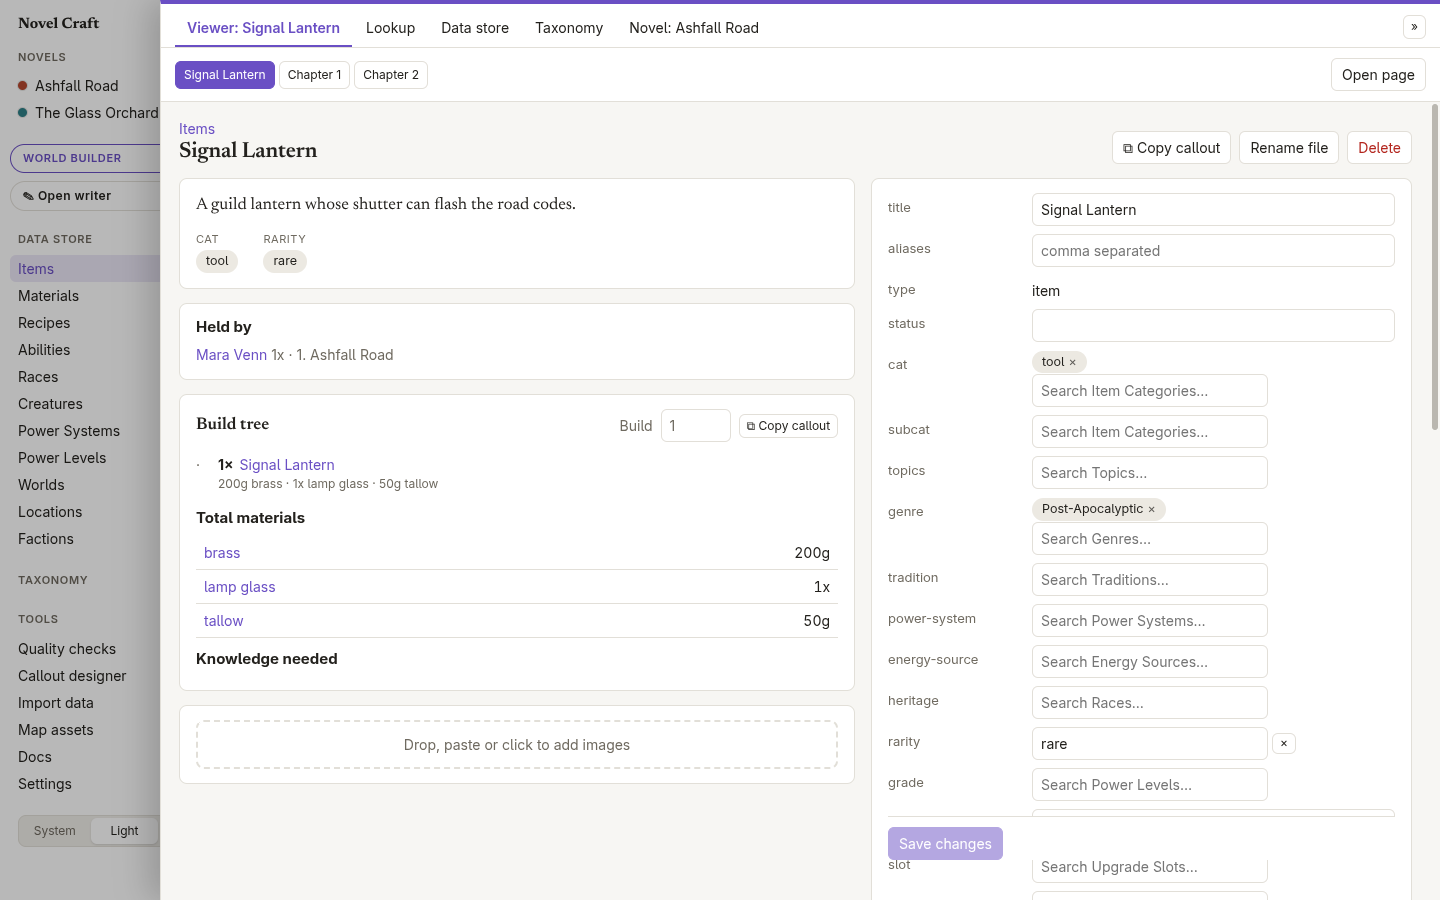 Novel Craft
NOVELS
Ashfall Road
The Glass Orchard
WORLD BUILDER
✎ Open writer
DATA STORE
Items
Materials
Recipes
Abilities
Races
Creatures
Power Systems
Power Levels
Worlds
Locations
Factions
TAXONOMY
TOOLS
Quality checks
Callout designer
Import data
Map assets
Docs
Settings
System Light
Viewer: Signal Lantern Lookup Data store Taxonomy Novel: Ashfall Road »
Signal Lantern Chapter 1 Chapter 2 Open page
Items
Signal Lantern
⧉ Copy callout Rename file Delete
A guild lantern whose shutter can flash the road codes.
CAT RARITY
tool rare
Held by
Mara Venn 1x · 1. Ashfall Road
Build tree Build 1 ⧉ Copy callout
· 1× Signal Lantern
200g brass · 1x lamp glass · 50g tallow
Total materials
brass 200g
lamp glass 1x
tallow 50g
Knowledge needed
Drop, paste or click to add images
title Signal Lantern
aliases comma separated
type item
status
cat tool ×
Search Item Categories...
subcat Search Item Categories...
topics Search Topics...
genre Post-Apocalyptic ×
Search Genres...
tradition Search Traditions...
power-system Search Power Systems...
energy-source Search Energy Sources...
heritage Search Races...
rarity rare ×
grade Search Power Levels...
Save changes
slot Search Upgrade Slots...